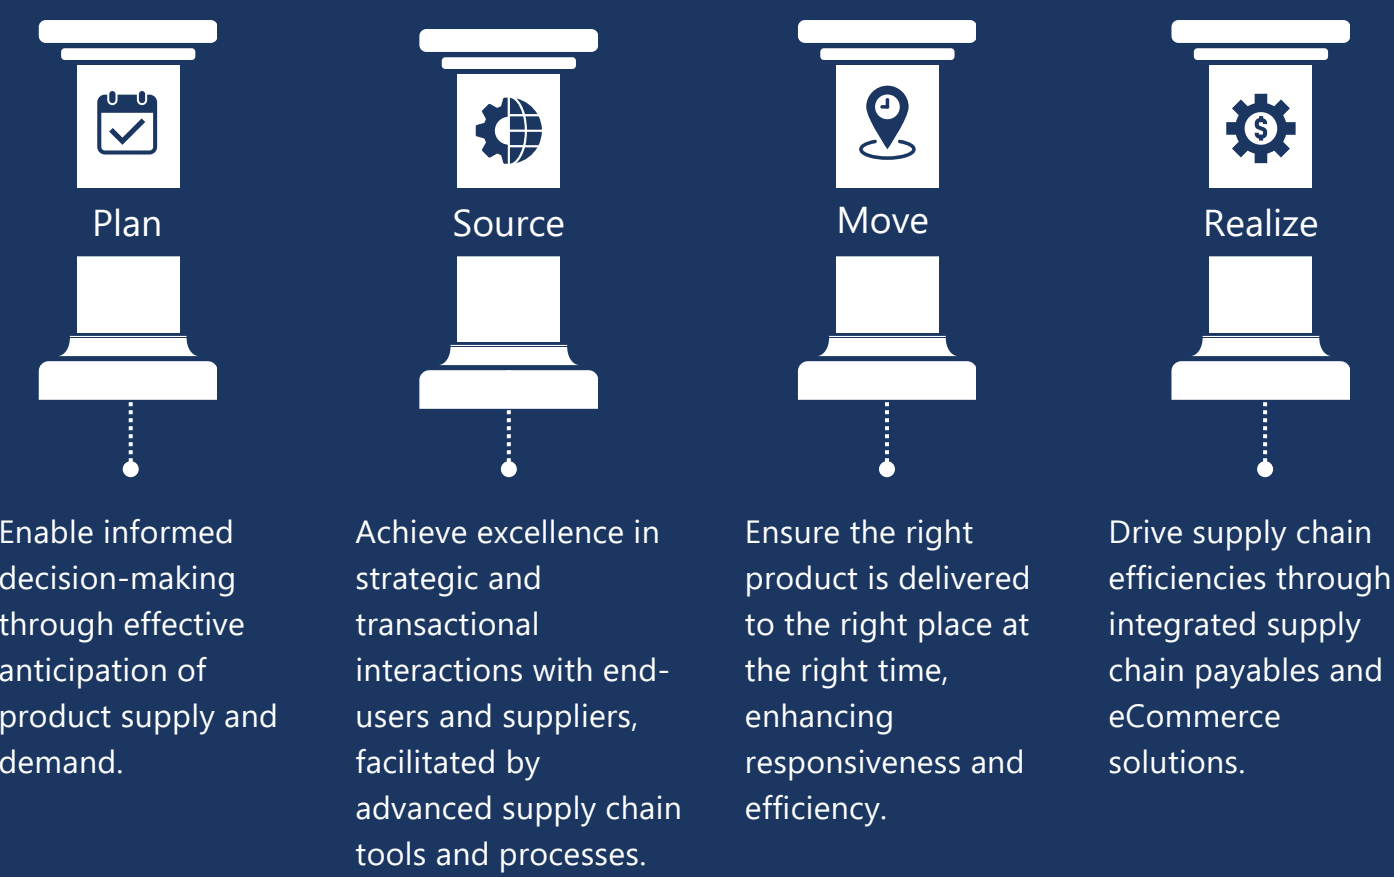 Plan
Enable informed
decision-making
through effective
anticipation of
product supply and
demand.
Source
Achieve excellence in
strategic and
transactional
interactions with end-
users and suppliers,
facilitated by
advanced supply chain
tools and processes.
Move
Ensure the right
product is delivered
to the right place at
the right time,
enhancing
responsiveness and
efficiency.
$
Realize
Drive supply chain
efficiencies through
integrated supply
chain payables and
eCommerce
solutions.